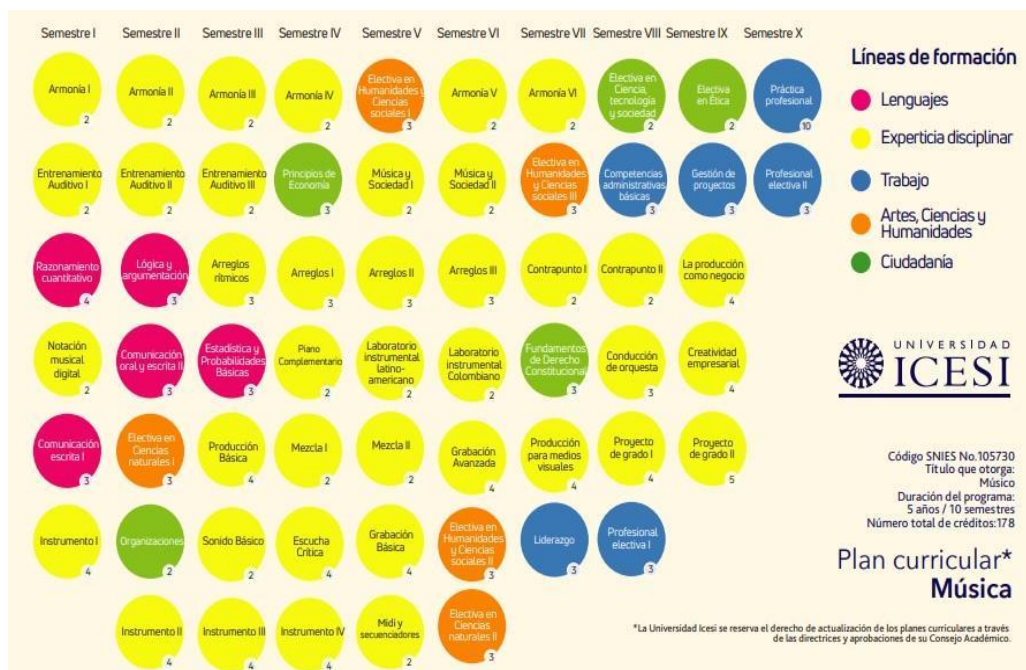 Semestre I Semestre II Semestre III Semestre IV Semestre V Semestre VI Semestre VII Semestre VIII Semestre IX Semestre X
Armonía I
2
Armonía II
2
Armonía III
2
Armonía IV
2
Electiva en
Humanidades y
Ciencias
sociales I
3
Armonía V
2
Armonía VI
2
Electiva en
Ciencia,
tecnología
y sociedad
2
Electiva
en Ética
2
Práctica
profesional
10
Entrenamiento
Auditivo I
2
Entrenamiento
Auditivo II
2
Entrenamiento
Auditivo III
2
Principios de
Economía
3
Música y
Sociedad I
2
Música y
Sociedad II
2
Electiva en
Humanidades
y Ciencias
sociales III
3
Competencias
administrativas
básicas
3
Gestión de
proyectos
3
Profesional
electiva II
3
Razonamiento
cuantitativo
4
Lógica y
argumentación
3
Arreglos
rítmicos
3
Arreglos I
3
Arreglos II
3
Arreglos III
3
Contrapunto I
2
Contrapunto II
2
La producción
como negocio
4
Notación
musical
digital
2
Comunicación
oral y escrita II
3
Estadística y
Probabilidades
Básicas
3
Piano
Complementario
2
Laboratorio
instrumental
latino-
americano
2
Laboratorio
instrumental
Colombiano
2
Fundamentos
de Derecho
Constitucional
3
Conducción
de orquesta
3
Creatividad
empresarial
4
Comunicación
escrita I
3
Electiva en
Ciencias
naturales I
3
Producción
Básica
4
Mezcla I
2
Mezcla II
2
Grabación
Avanzada
4
Producción
para medios
visuales
4
Proyecto
de grado I
4
Proyecto
de grado II
5
Instrumento I
4
Organizaciones
2
Sonido Básico
2
Escucha
Crítica
4
Grabación
Básica
4
Electiva en
Humanidades
y Ciencias
sociales II
3
Liderazgo
3
Profesional
electiva I
3
Instrumento II
4
Instrumento III
4
Instrumento IV
4
Midi y
secuenciadores
2
Electiva en
Ciencias
naturales II
3
Líneas de formación
Lenguajes
Experticia disciplinar
Trabajo
Artes, Ciencias y
Humanidades
Ciudadanía
UNIVERSIDAD
ICESI
Código SNIES No.105730
Título que otorga:
Músico
Duración del programa:
5 años / 10 semestres
Número total de créditos:178
Plan curricular*
Música
*La Universidad Icesi se reserva el derecho de actualización de los planes curriculares a través
de las directrices y aprobaciones de su Consejo Académico.